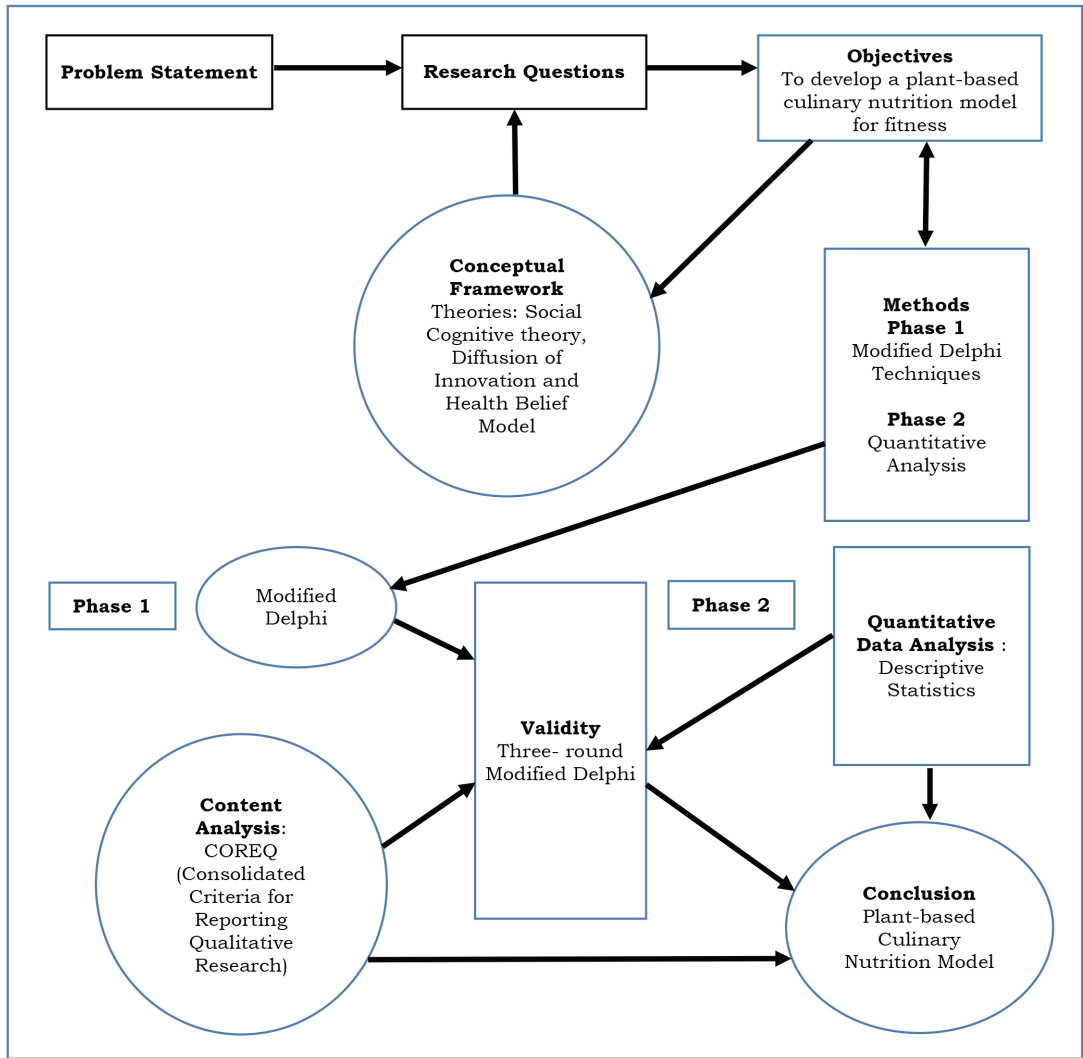 Problem Statement
Research Questions
Objectives
To develop a plant-based
culinary nutrition model
for fitness
Conceptual
Framework
Theories: Social
Cognitive theory,
Diffusion of
Innovation and
Health Belief
Model
Methods
Phase 1
Modified Delphi
Techniques
Phase 2
Quantitative
Analysis
Phase 1
Modified
Delphi
Validity
Three- round
Modified Delphi
Phase 2
Quantitative
Data Analysis :
Descriptive
Statistics
Content
Analysis:
COREQ
(Consolidated
Criteria for
Reporting
Qualitative
Research)
Conclusion
Plant-based
Culinary
Nutrition Model